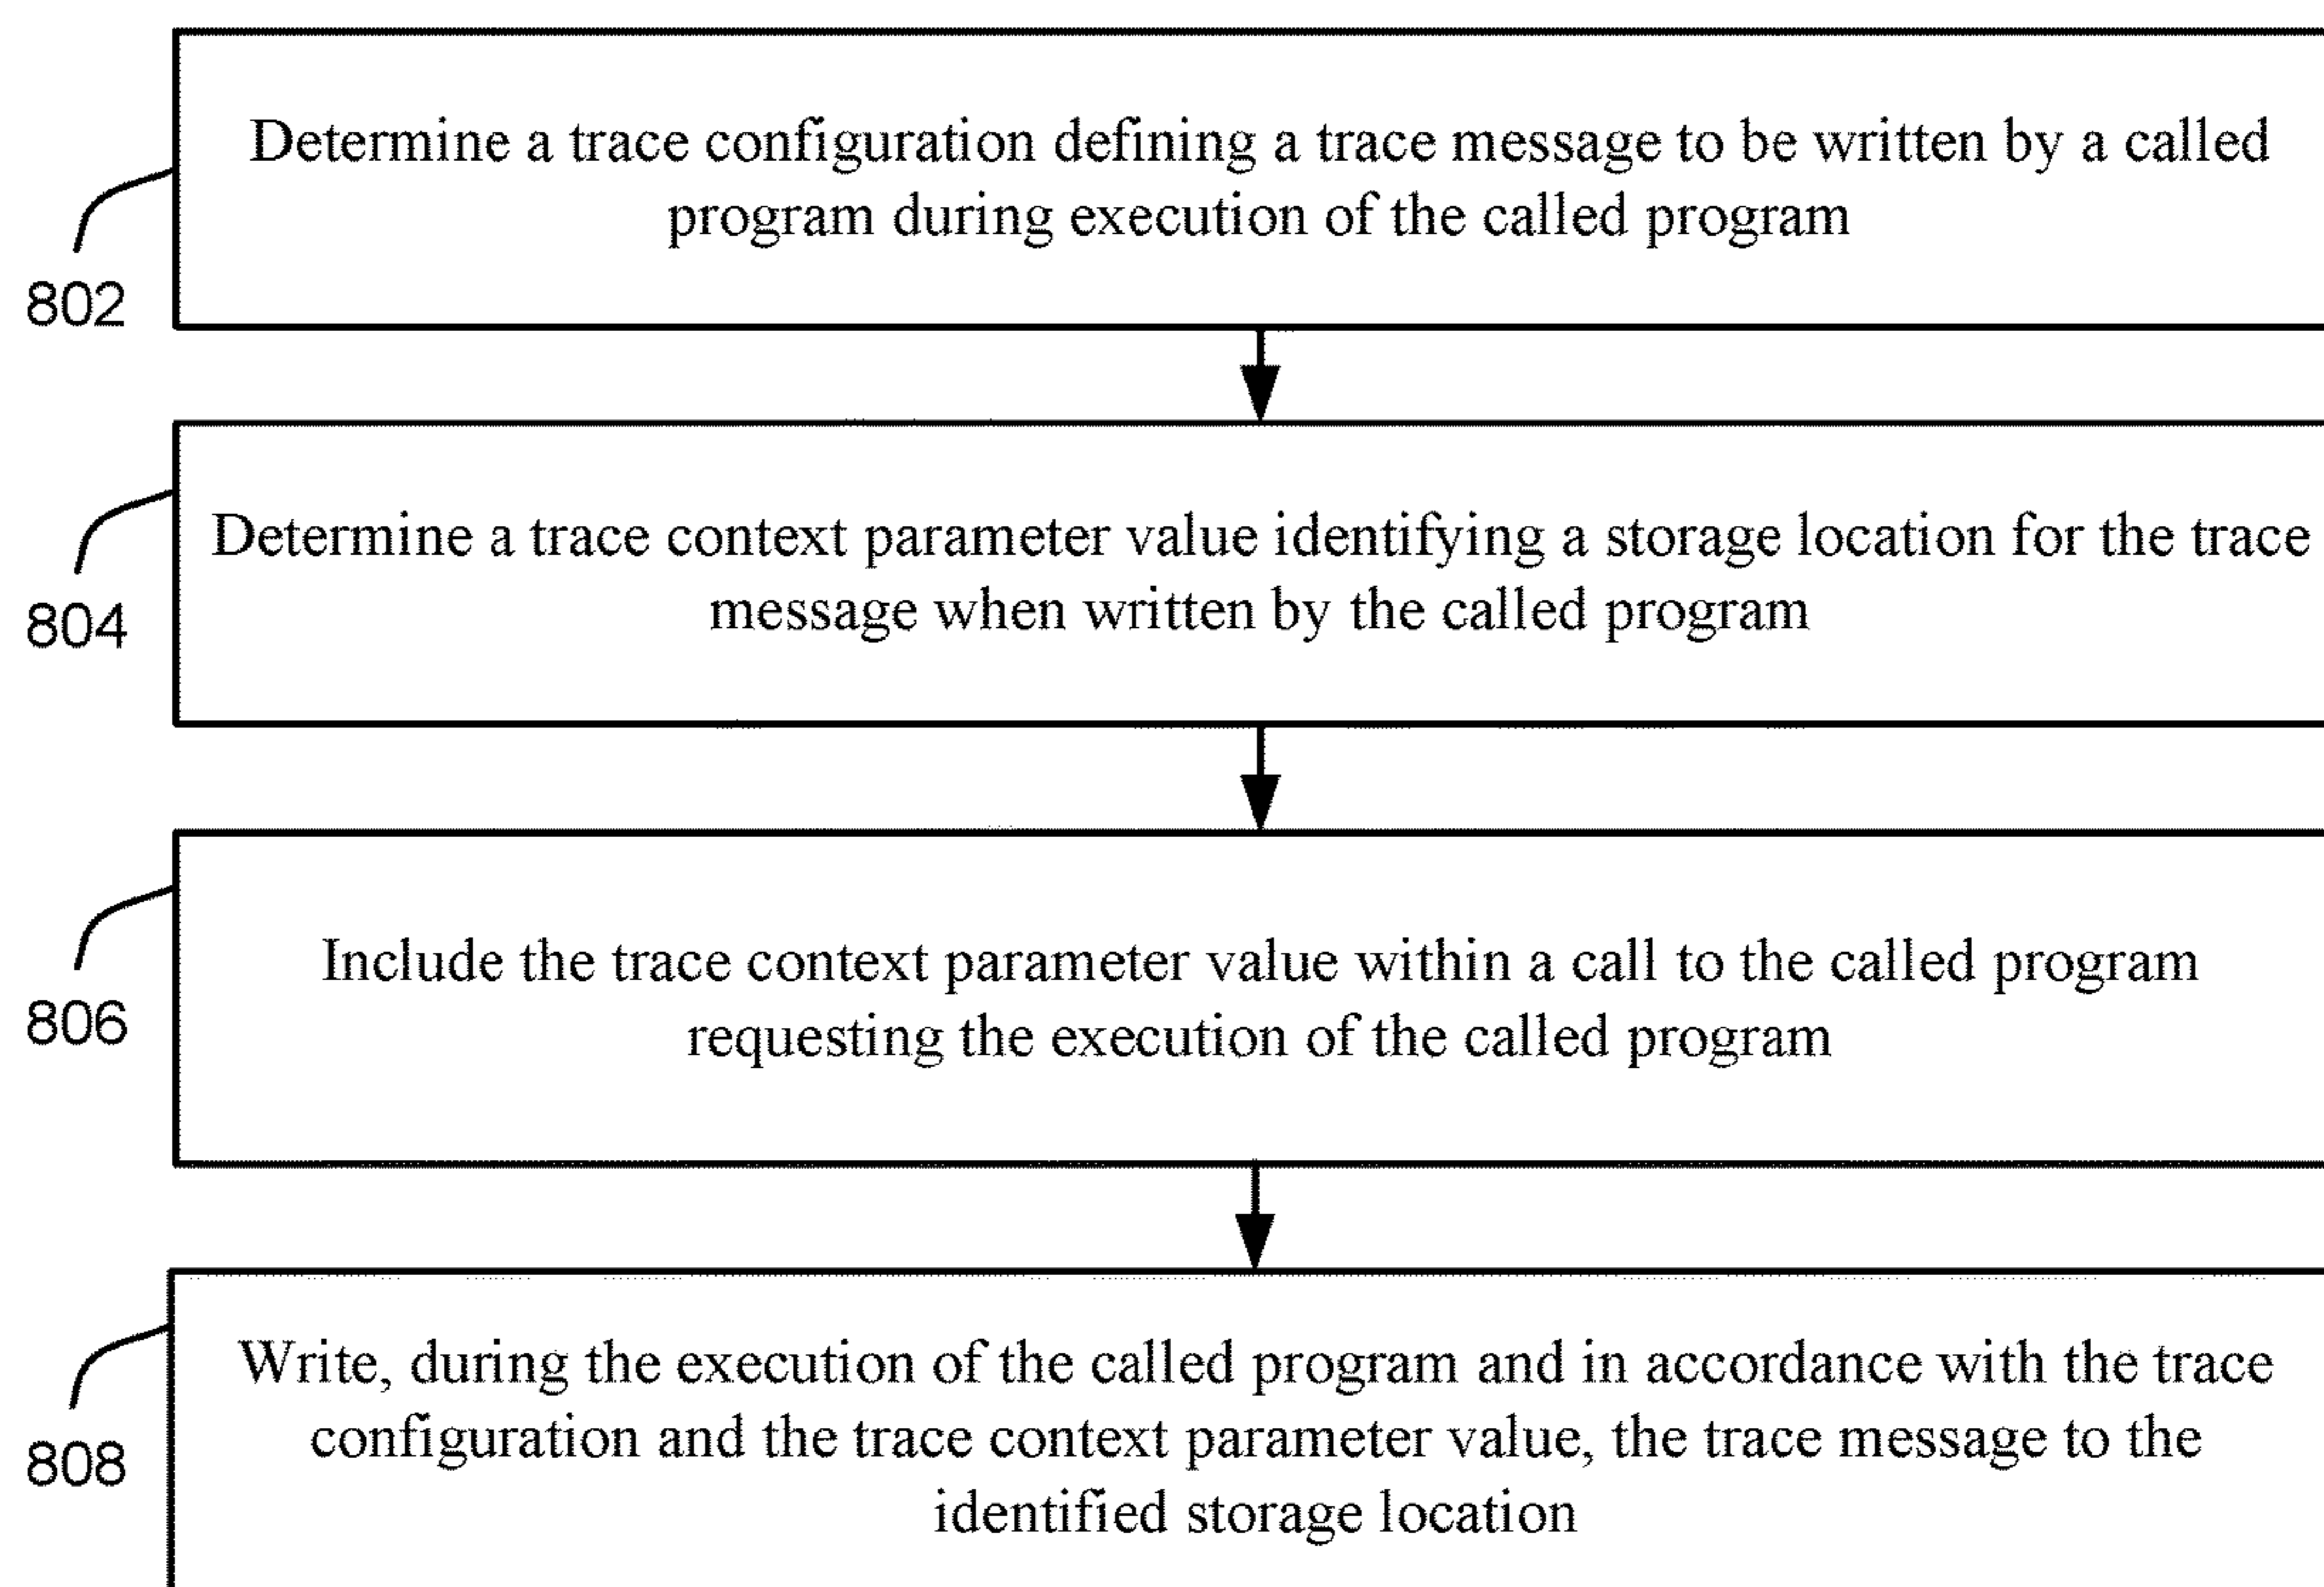 Determine a trace configuration defining a trace message to be written by a called
program during execution of the called program
802
Determine a trace context parameter value identifying a storage location for the trace
message when written by the called program
804
Include the trace context parameter value within a call to the called program
requesting the execution of the called program
806
Write, during the execution of the called program and in accordance with the trace
configuration and the trace context parameter value, the trace message to the
identified storage location
808